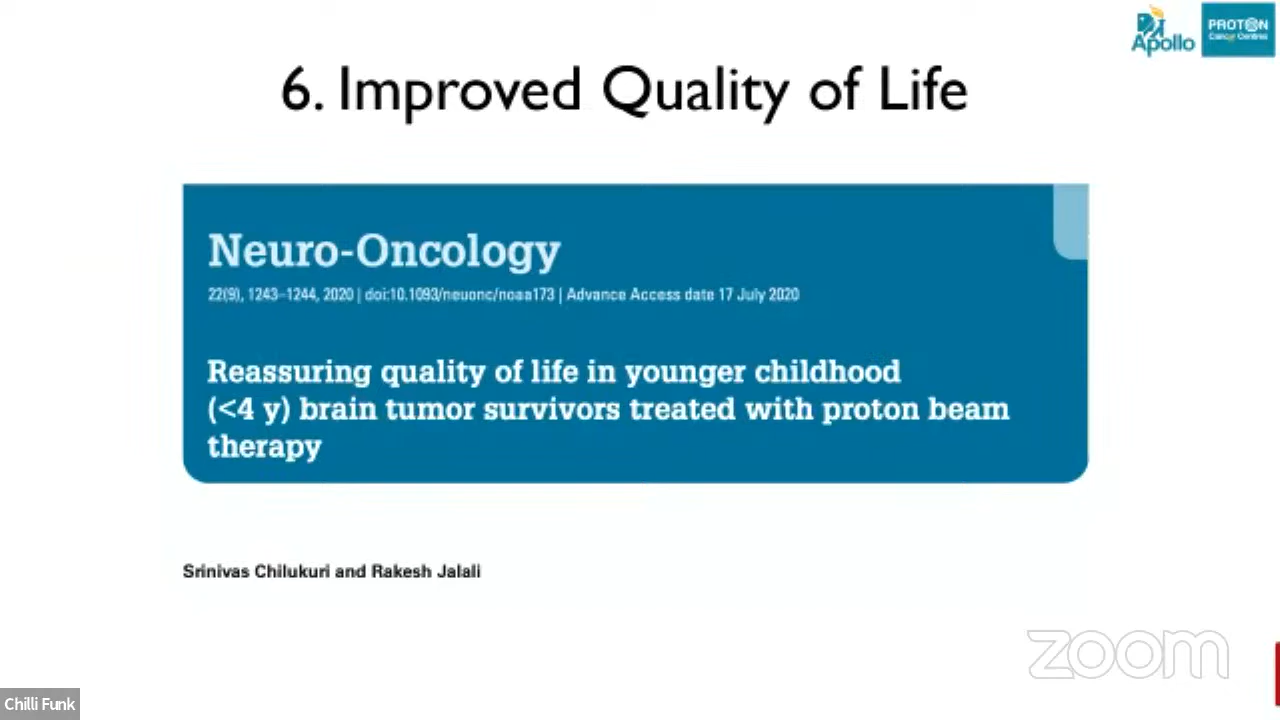 Apollo
PROTON
Cancer Centres
6. Improved Quality of Life
Neuro-Oncology
22(9), 1243–1244, 2020 | doi:10.1093/neuonc/noaa173 | Advance Access date 17 July 2020
Reassuring quality of life in younger childhood
(<4 y) brain tumor survivors treated with proton beam
therapy
Srinivas Chilukuri and Rakesh Jalali
zoom
Chilli Funk